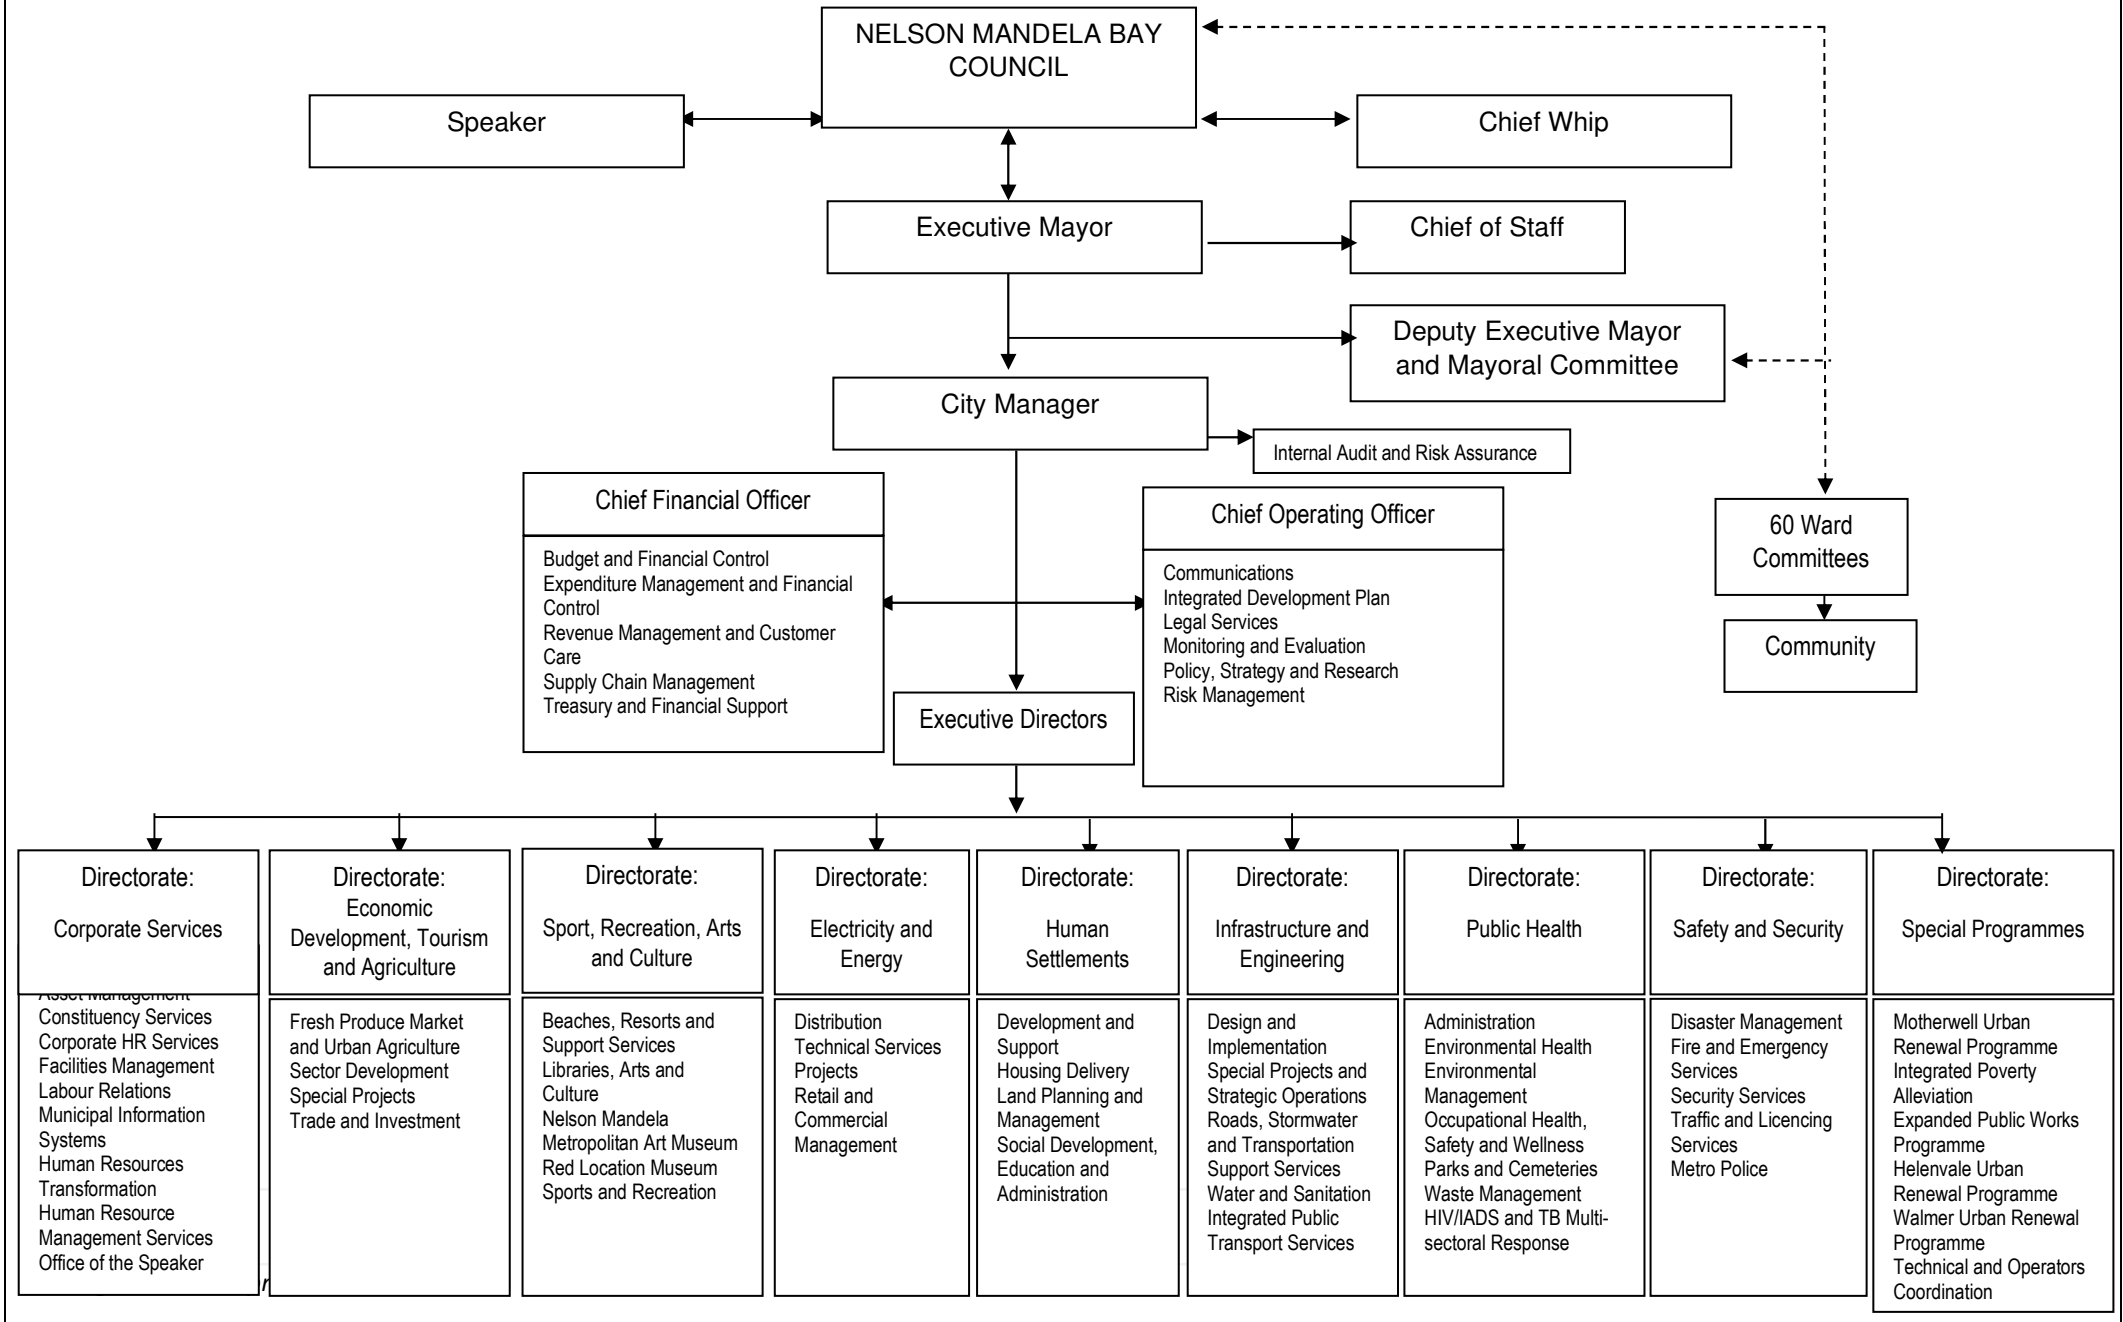 NELSON MANDELA BAY
COUNCIL
Speaker
Chief Whip
Executive Mayor
Chief of Staff
Deputy Executive Mayor
and Mayoral Committee
City Manager
Internal Audit and Risk Assurance
Chief Financial Officer
Budget and Financial Control
Expenditure Management and Financial
Control
Revenue Management and Customer
Care
Supply Chain Management
Treasury and Financial Support
Chief Operating Officer
Communications
Integrated Development Plan
Legal Services
Monitoring and Evaluation
Policy, Strategy and Research
Risk Management
60 Ward
Committees
Community
Executive Directors
Directorate:
Corporate Services
Asset Management
Constituency Services
Corporate HR Services
Facilities Management
Labour Relations
Municipal Information
Systems
Human Resources
Transformation
Human Resource
Management Services
Office of the Speaker
Directorate:
Economic
Development, Tourism
and Agriculture
Fresh Produce Market
and Urban Agriculture
Sector Development
Special Projects
Trade and Investment
Directorate:
Sport, Recreation, Arts
and Culture
Beaches, Resorts and
Support Services
Libraries, Arts and
Culture
Nelson Mandela
Metropolitan Art Museum
Red Location Museum
Sports and Recreation
Directorate:
Electricity and
Energy
Distribution
Technical Services
Projects
Retail and
Commercial
Management
Directorate:
Human
Settlements
Development and
Support
Housing Delivery
Land Planning and
Management
Social Development,
Education and
Administration
Directorate:
Infrastructure and
Engineering
Design and
Implementation
Special Projects and
Strategic Operations
Roads, Stormwater
and Transportation
Support Services
Water and Sanitation
Integrated Public
Transport Services
Directorate:
Public Health
Administration
Environmental Health
Environmental
Management
Occupational Health,
Safety and Wellness
Parks and Cemeteries
Waste Management
HIV/IADS and TB Multi-
sectoral Response
Directorate:
Safety and Security
Disaster Management
Fire and Emergency
Services
Security Services
Traffic and Licencing
Services
Metro Police
Directorate:
Special Programmes
Motherwell Urban
Renewal Programme
Integrated Poverty
Alleviation
Expanded Public Works
Programme
Helenvale Urban
Renewal Programme
Walmer Urban Renewal
Programme
Technical and Operators
Coordination